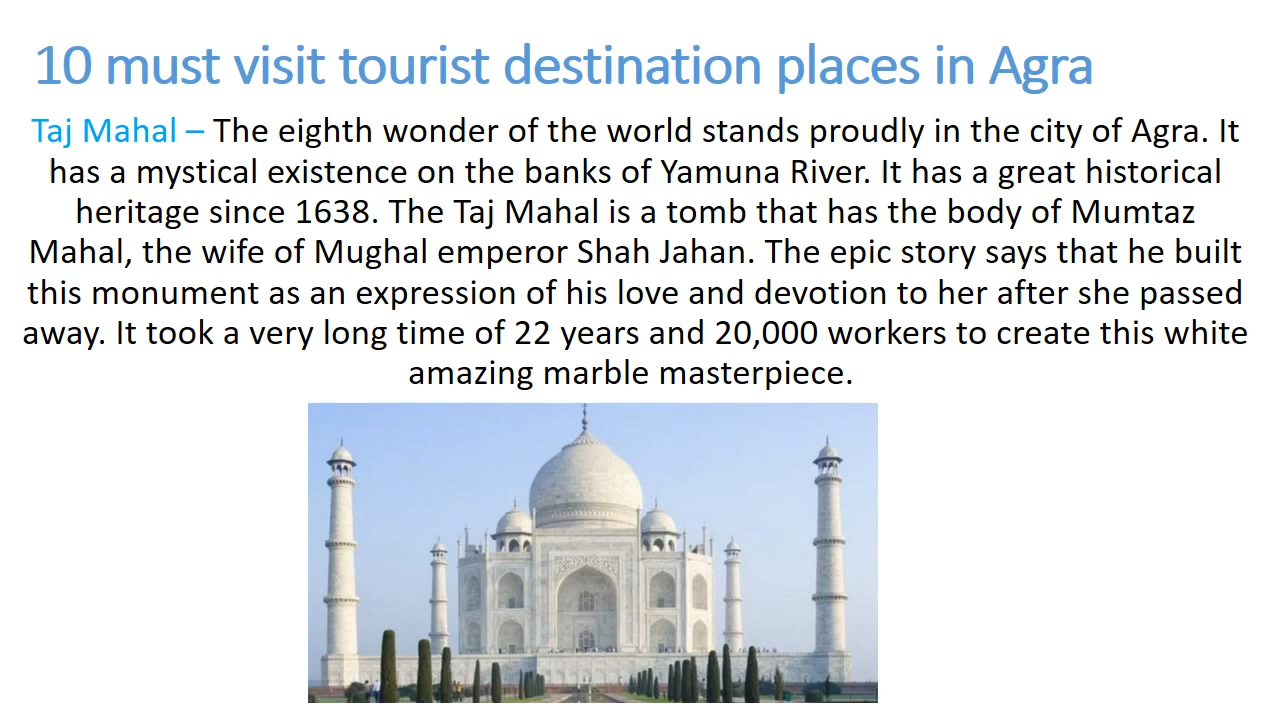 10 must visit tourist destination places in Agra
Taj Mahal – The eighth wonder of the world stands proudly in the city of Agra. It
has a mystical existence on the banks of Yamuna River. It has a great historical
heritage since 1638. The Taj Mahal is a tomb that has the body of Mumtaz
Mahal, the wife of Mughal emperor Shah Jahan. The epic story says that he built
this monument as an expression of his love and devotion to her after she passed
away. It took a very long time of 22 years and 20,000 workers to create this white
amazing marble masterpiece.